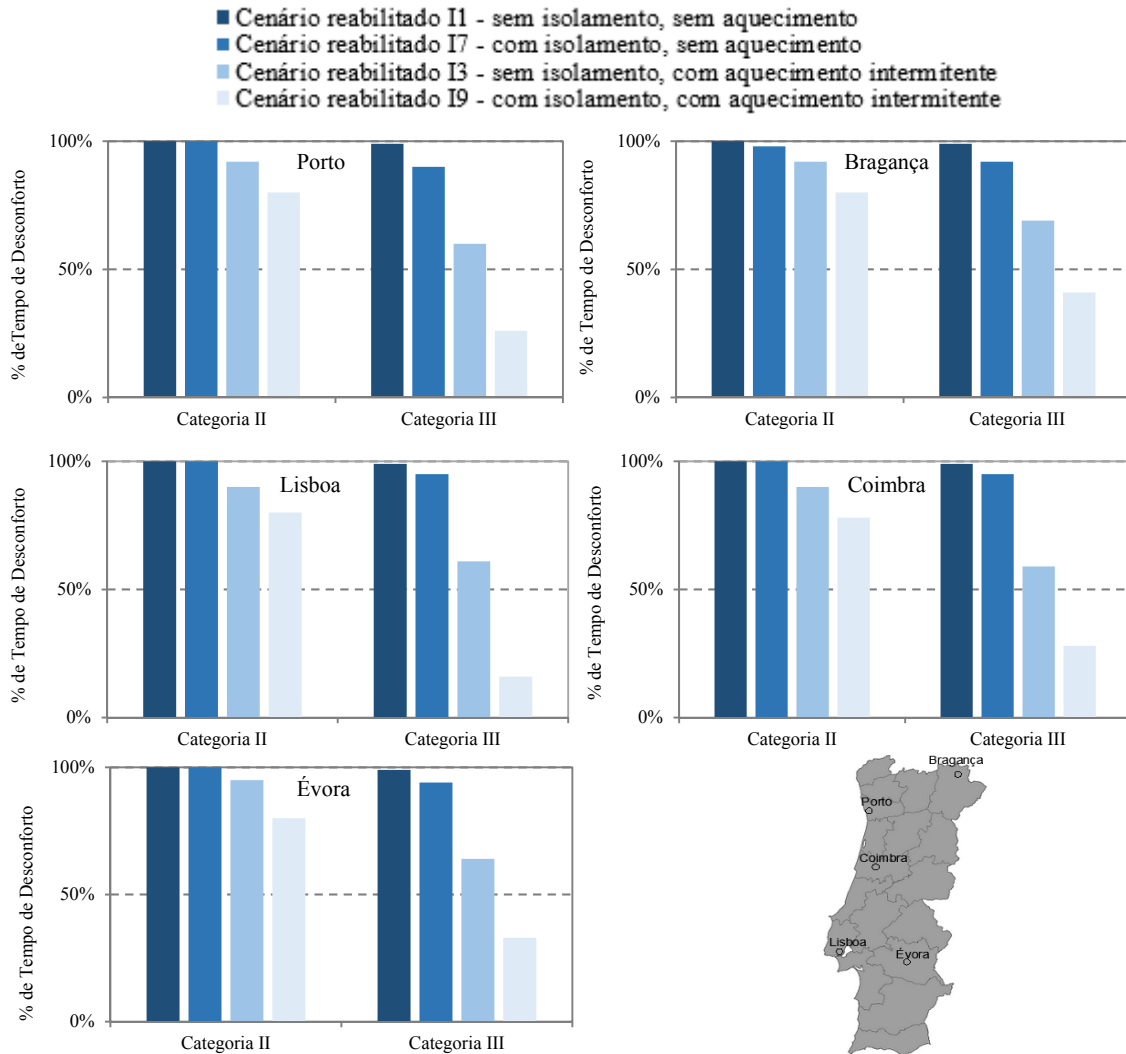 Cenário reabilitado I1 - sem isolamento, sem aquecimento
Cenário reabilitado I7 - com isolamento, sem aquecimento
Cenário reabilitado I3 - sem isolamento, com aquecimento intermitente
Cenário reabilitado I9 - com isolamento, com aquecimento intermitente
% deTempo de Desconforto
100%
50%
0%
Porto
Categoria II
Categoria III
% de Tempo de Desconforto
100%
50%
0%
Bragança
Categoria II
Categoria III
% de Tempo de Desconforto
100%
50%
0%
Lisboa
Categoria II
Categoria III
% de Tempo de Desconforto
100%
50%
0%
Coimbra
Categoria II
Categoria III
% de Tempo de Desconforto
100%
50%
0%
Évora
Categoria II
Categoria III
Bragança
Porto
Coimbra
Lisboa
Évora